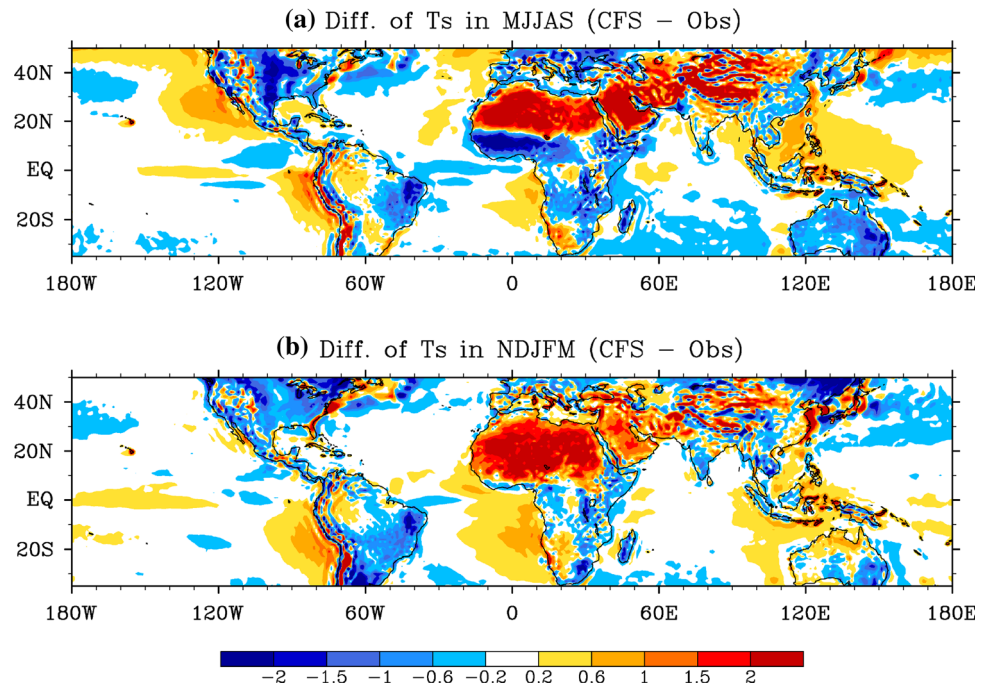 (a) Diff. of Ts in MJJAS (CFS − Obs)
40N
20N
EQ
20S
180W 120W 60W 0 60E 120E 180E
(b) Diff. of Ts in NDJFM (CFS − Obs)
40N
20N
EQ
20S
180W 120W 60W 0 60E 120E 180E
−2 −1.5 −1 −0.6 −0.2 0.2 0.6 1 1.5 2